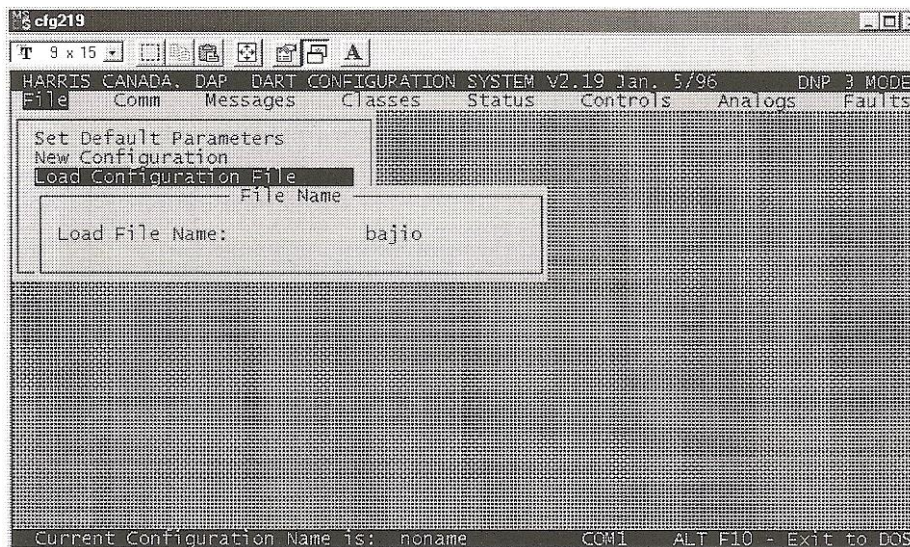 cfg219
9 x 15
A
HARRIS CANADA. DAP DART CONFIGURATION SYSTEM V2.19 Jan. 5/96 DNP 3 MODE
File Comm Messages Classes Status Controls Analogs Faults
Set Default Parameters
New Configuration
Load Configuration File
File Name
Load File Name: bajio
Current Configuration Name is: noname COM1 ALT F10 - Exit to DOS